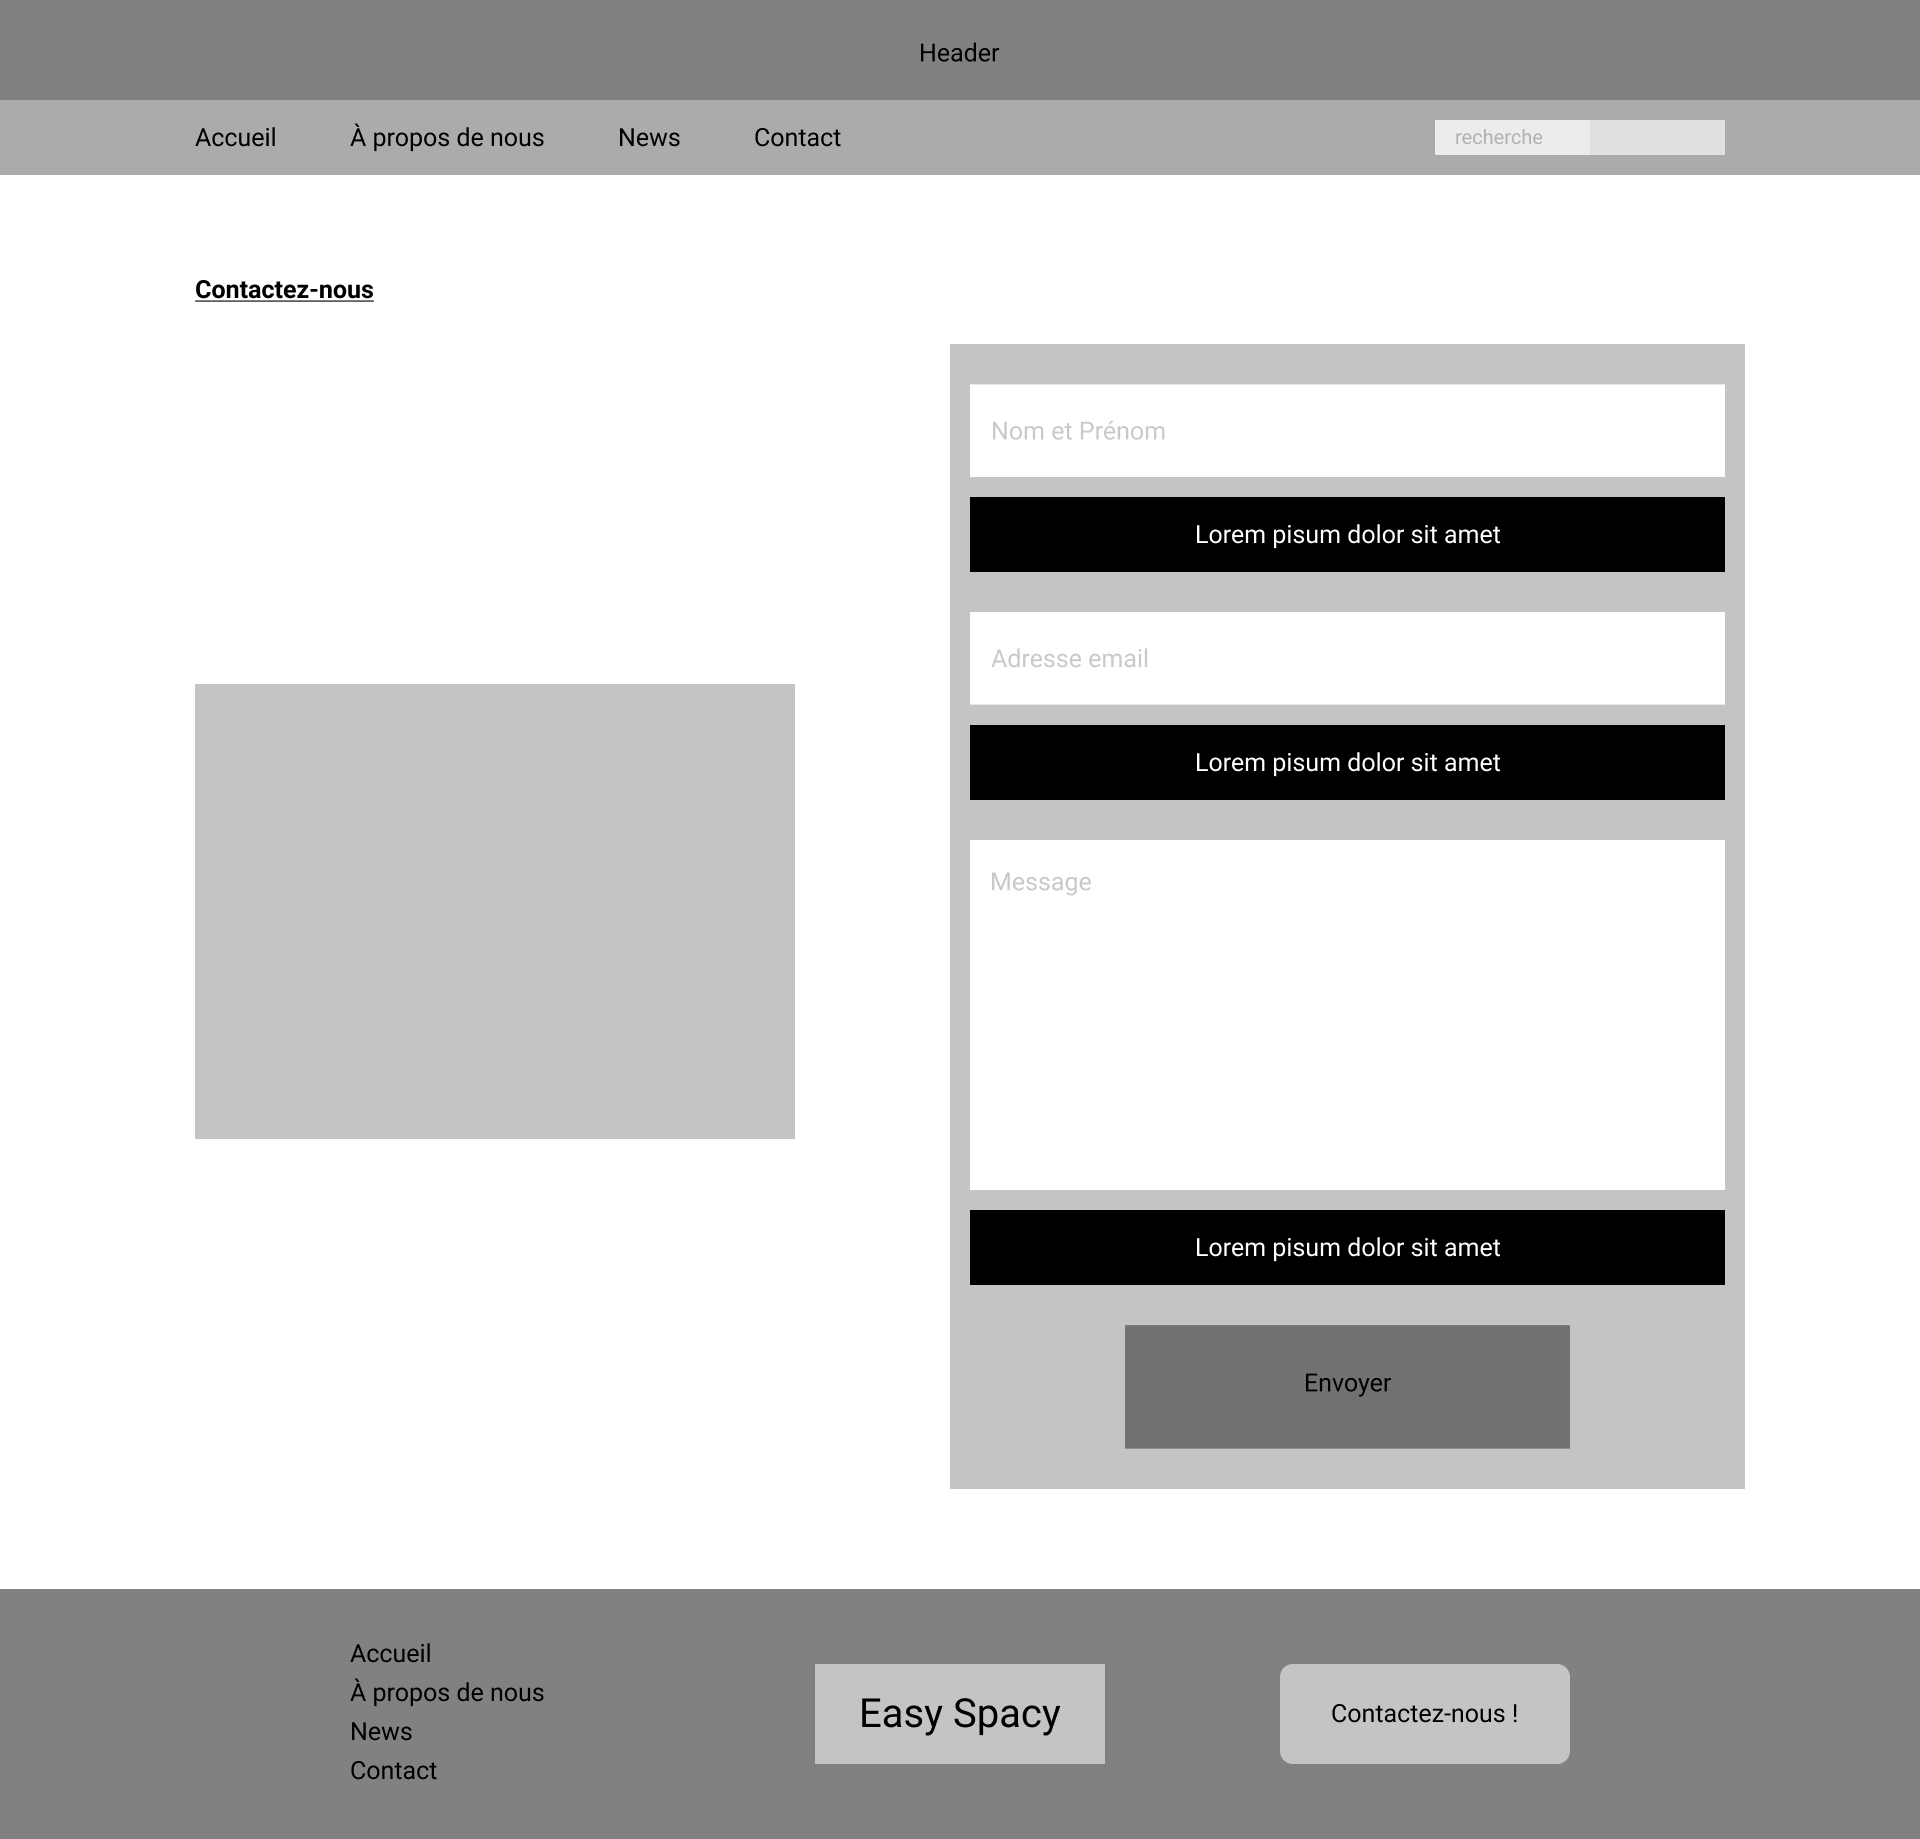 Header
Accueil
À propos de nous
News
Contact
recherche
Contactez-nous
Nom et Prénom
Lorem pisum dolor sit amet
Adresse email
Lorem pisum dolor sit amet
Message
Lorem pisum dolor sit amet
Envoyer
Accueil
À propos de nous
News
Contact
Easy Spacy
Contactez-nous !